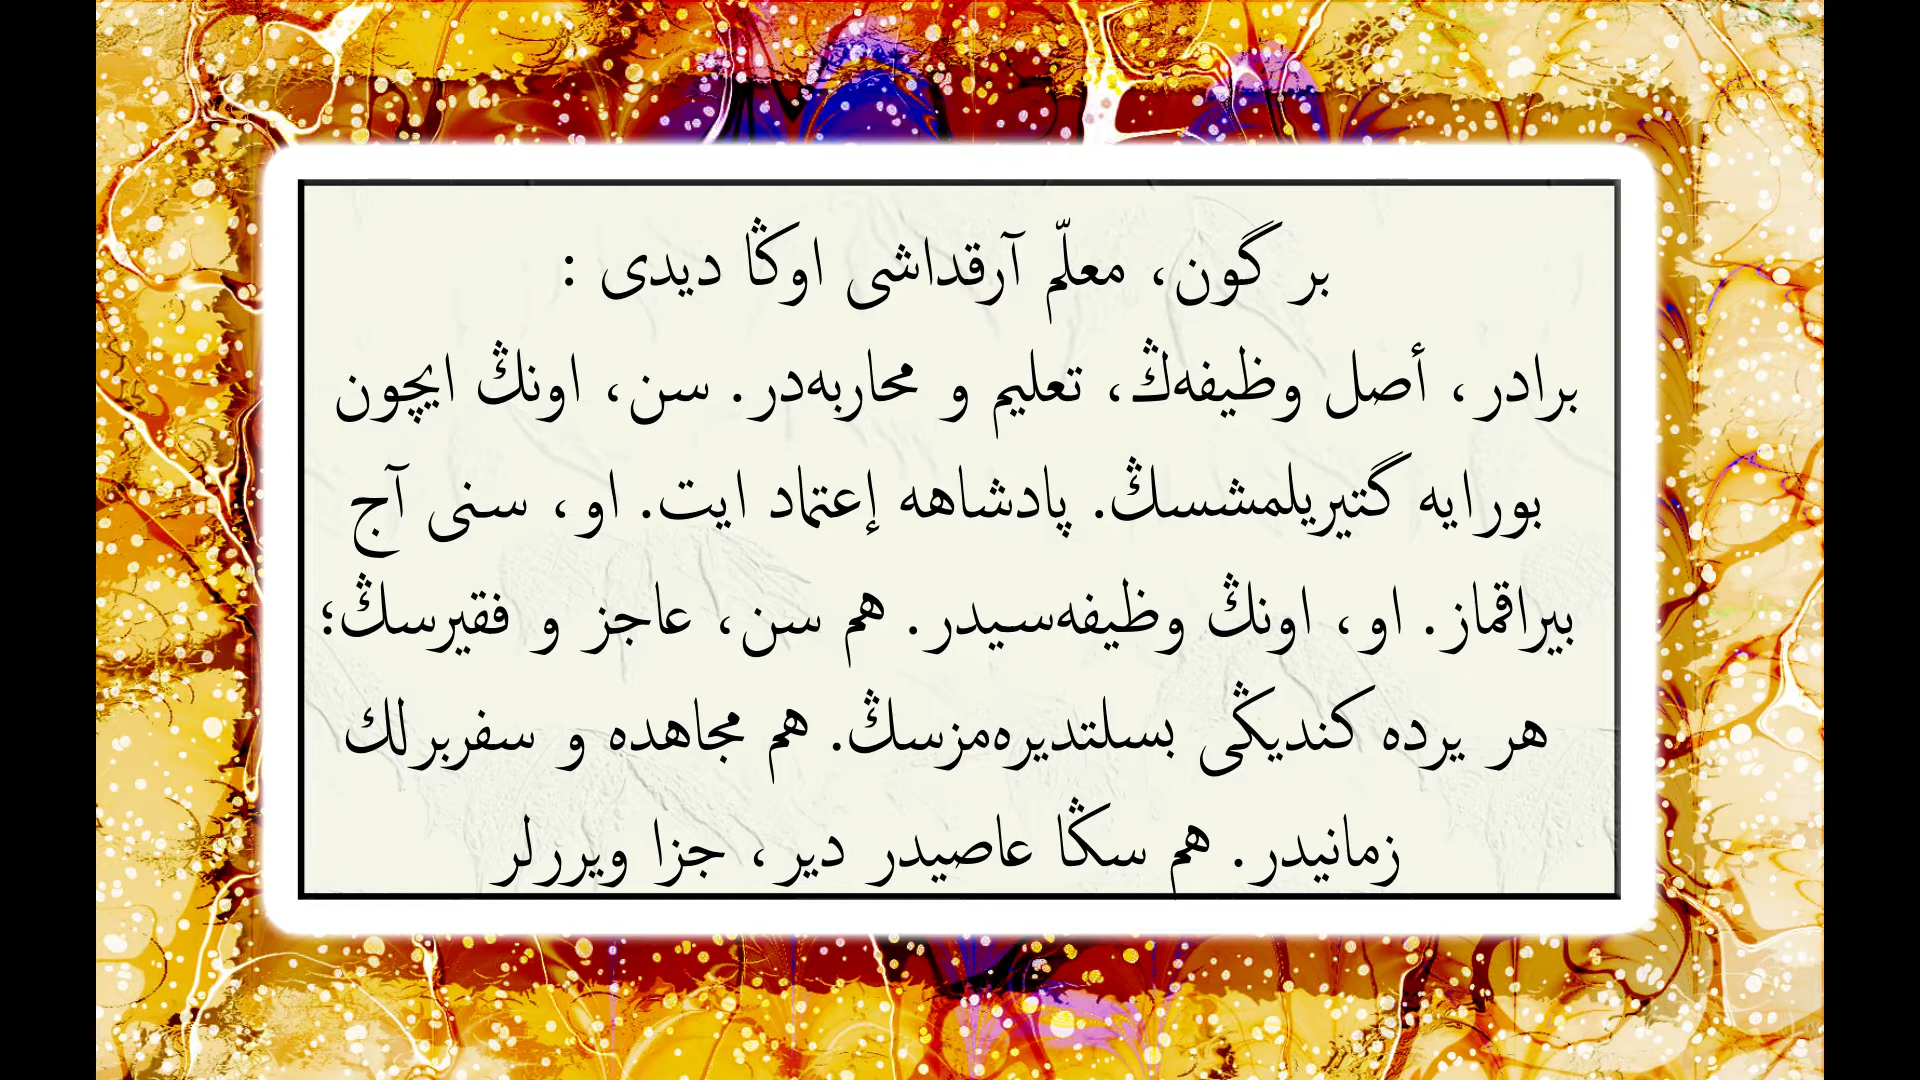 بر گون، معلّم آرقداشی اوڭا دیدی :
برادر، أصل وظیفه‌ڭ، تعلیم و محاربه‌در. سن، اونڭ ایچون
بورایه گتیریلمشسڭ. پادشاهه إعتماد ایت. او، سنی آج
بیراقماز. او، اونڭ وظیفه‌سیدر. هم سن، عاجز و فقیرسڭ؛
هر یرده كندیڭی بسلتدیره‌مزسڭ. هم مجاهده و سفربرلك
زمانیدر. هم سڭا عاصیدر دیر، جزا ویررلر